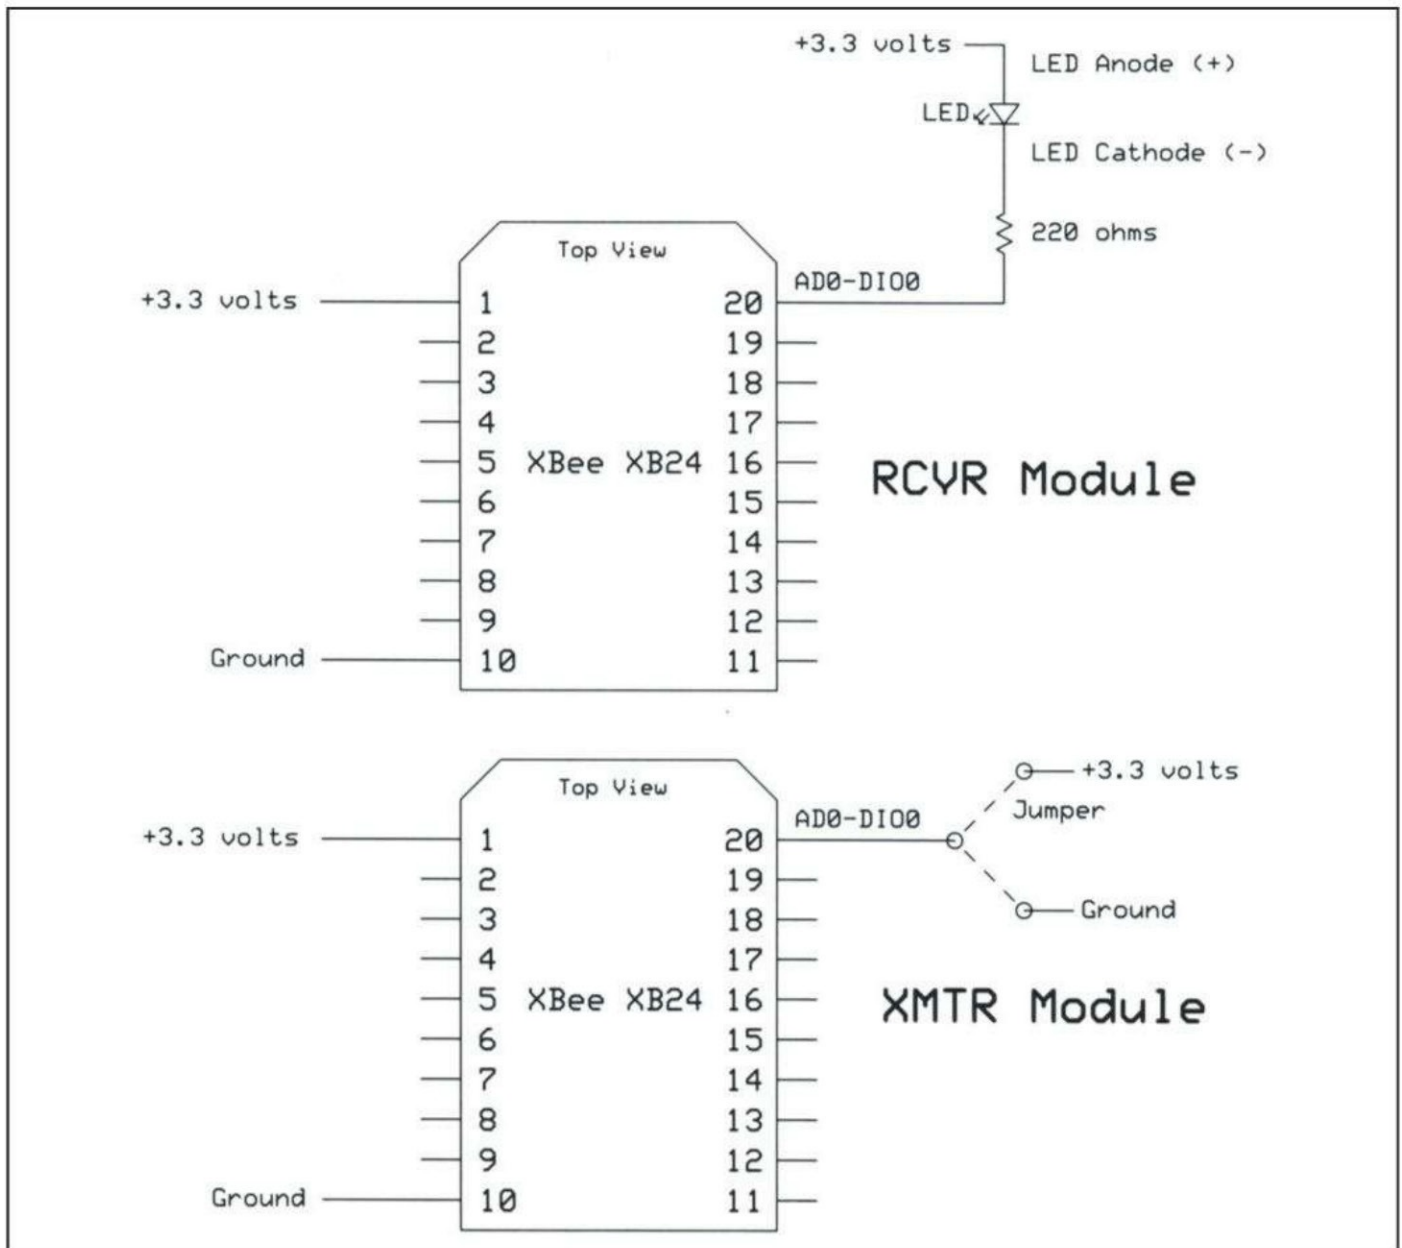 +3.3 volts
LED Anode (+)
LED
LED Cathode (-)
220 ohms
Top View
AD0-DIO0
+3.3 volts
1 20
2 19
3 18
4 17
5 XBee XB24 16
RCVR Module
6 15
7 14
8 13
9 12
Ground
10 11
Top View
+3.3 volts
Jumper
AD0-DIO0
+3.3 volts
1 20
2 19
3 18
Ground
4 17
5 XBee XB24 16
XMTR Module
6 15
7 14
8 13
9 12
Ground
10 11